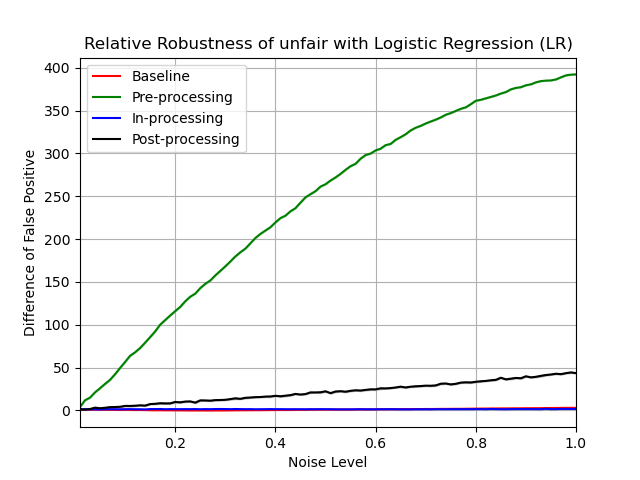 Relative Robustness of unfair with Logistic Regression (LR)
Difference of False Positive
400
350
300
250
200
150
100
50
0
Baseline
Pre-processing
In-processing
Post-processing
0.2 0.4 0.6 0.8 1.0
Noise Level